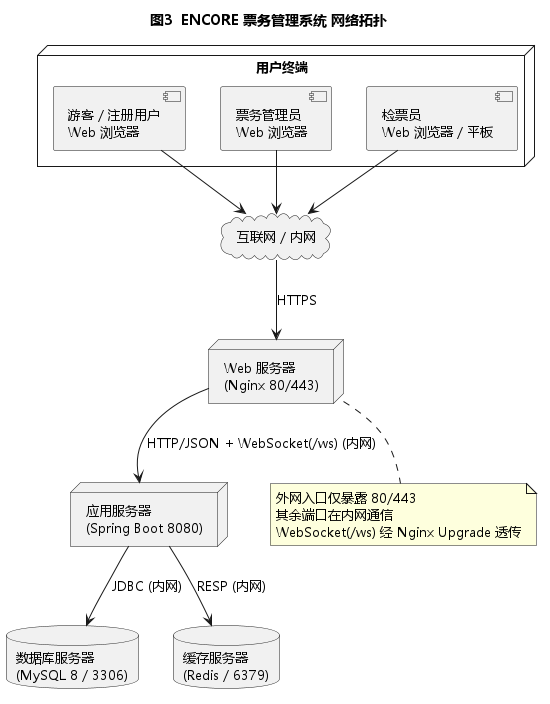 图3 ENCORE 票务管理系统 网络拓扑
用户终端
游客 / 注册用户
Web 浏览器
票务管理员
Web 浏览器
检票员
Web 浏览器 / 平板
互联网 / 内网
HTTPS
Web 服务器
(Nginx 80/443)
HTTP/JSON + WebSocket(/ws) (内网)
外网入口仅暴露 80/443
其余端口在内网通信
WebSocket(/ws) 经 Nginx Upgrade 透传
应用服务器
(Spring Boot 8080)
JDBC (内网)
RESP (内网)
数据库服务器
(MySQL 8 / 3306)
缓存服务器
(Redis / 6379)